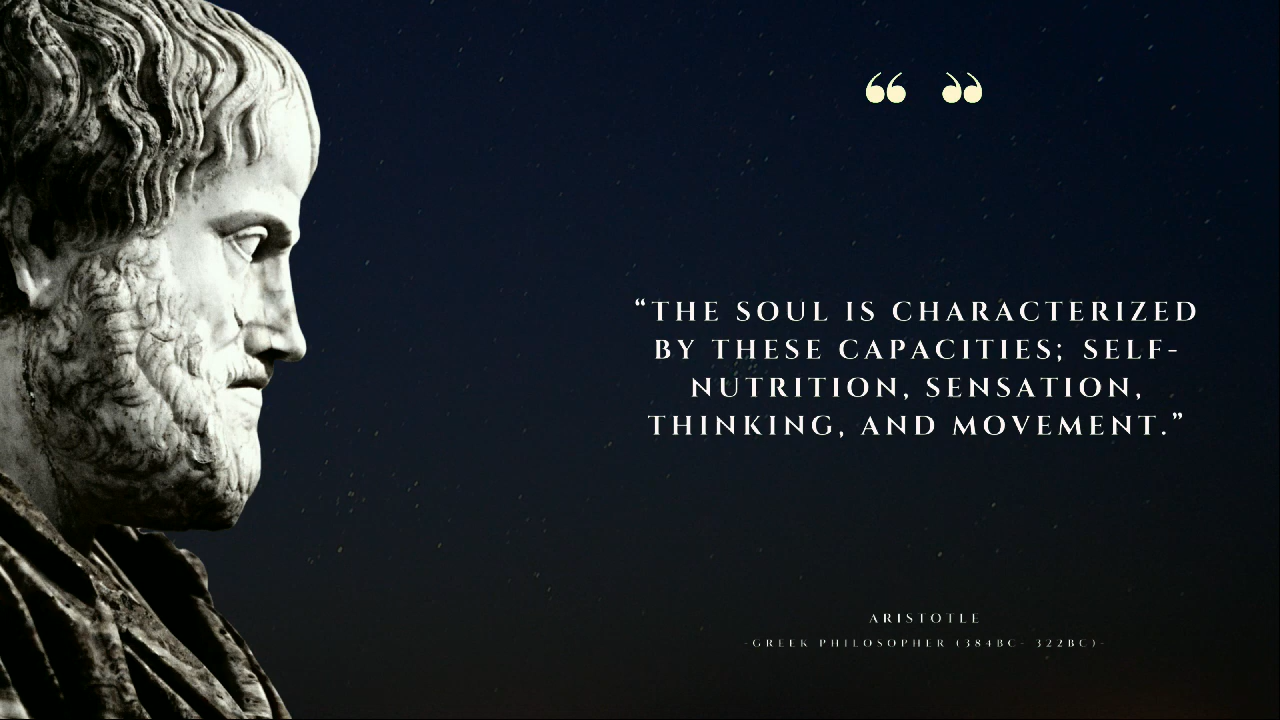 ❝ ❞
“THE SOUL IS CHARACTERIZED
BY THESE CAPACITIES; SELF-
NUTRITION, SENSATION,
THINKING, AND MOVEMENT.”
ARISTOTLE
-GREEK PHILOSOPHER (384BC- 322BC)-